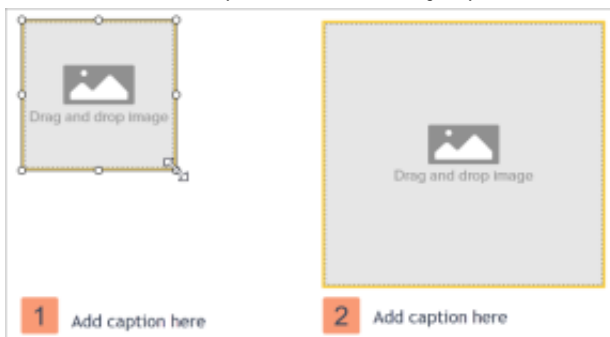 Drag and drop image
Drag and drop image
1 Add caption here
2 Add caption here